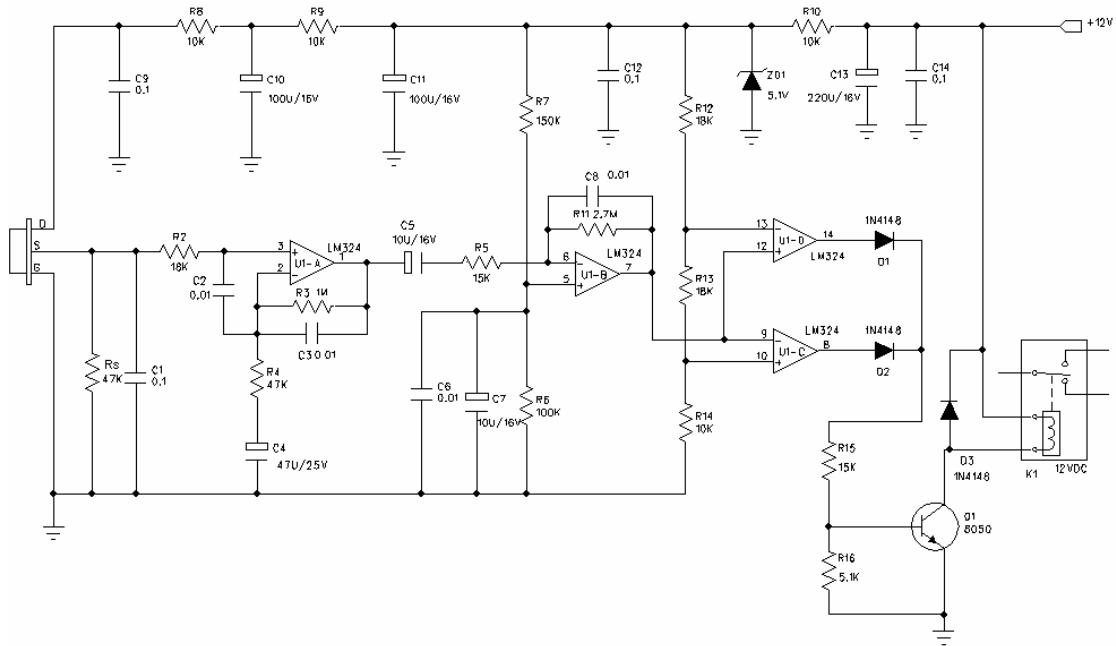 R8
10K
R9
10K
R10
10K
+12V
C9
0.1
C10
100U/16V
C11
100U/16V
C12
0.1
ZD1
5.1V
C13
220U/16V
C14
0.1
R7
150K
R12
18K
C8 0.01
R11 2.7M
D
S
G
R2
18K
3
+
2
-
1
U1-A
LM324
C5
10U/16V
R5
15K
6
-
5
+
7
U1-B
LM324
13
-
12
+
14
U1-D
LM324
1N4148
D1
C2
0.01
R3 1M
C3 0.01
R13
18K
9
-
10
+
8
U1-C
LM324
1N4148
D2
Rs
47K
C1
0.1
R4
47K
C4
47U/25V
C6
0.01
C7
10U/16V
R6
100K
R14
10K
R15
15K
D3
1N4148
K1
12VDC
Q1
8050
R16
5.1K